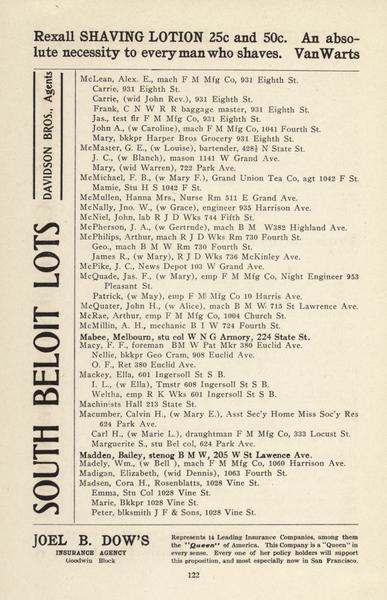 Rexall SHAVING LOTION 25c and 50c. An abso-
lute necessity to every man who shaves. VanWarts
SOUTH BELOIT LOTS
DAVIDSON BROS., Agents
McLean, Alex. E., mach F M Mfg Co, 931 Eighth St.
Carrie, 931 Eighth St.
Carrie, (wid John Rev.), 931 Eighth St.
Frank, C N W R R baggage master, 931 Eighth St.
Jas., test flr F M Mfg Co, 931 Eighth St.
John A., (w Caroline), mach F M Mfg Co, 1041 Fourth St.
Mary, bkkpr Harper Bros Grocery 931 Eighth St.
McMaster, G. E., (w Louise), bartender, 428½ N State St.
J. C., (w Blanch), mason 1141 W Grand Ave.
Mary, (wid Warren), 722 Park Ave.
McMichael, F. B., (w Mary F.), Grand Union Tea Co, agt 1042 F St.
Mamie, Stu H S 1042 F St.
McMullen, Hanna Mrs., Nurse Rm 511 E Grand Ave.
McNally, Jno. W., (w Grace), engineer 935 Harrison Ave.
McNiel, John, lab R J D Wks 744 Fifth St.
McPherson, J. A., (w Gertrude), mach B M W382 Highland Ave.
McPhilips, Arthur, mach R J D Wks Rm 730 Fourth St.
Geo., mach B M W Rm 730 Fourth St.
James R., (w Mary), R J D Wks 736 McKinley Ave.
McPike, J. C., News Depot 103 W Grand Ave.
McQuade, Jas. F., (w Mary), emp F M Mfg Co, Night Engineer 953
Pleasant St.
Patrick, (w May), emp F M Mfg Co 10 Harris Ave.
McQuater, John H., (w Alice), mach B M W 715 St Lawrence Ave.
McRae, Arthur, emp F M Mfg Co, 1004 Church St.
McMillin, A. H., mechanic B I W 724 Fourth St.
Mabee, Melbourn, stu col W N G Armory, 224 State St.
Macy, F. F., foreman BM W Pat Mkr 380 Euclid Ave.
Nellie, bkkpr Geo Cram, 908 Euclid Ave.
O. F., Ret 380 Euclid Ave.
Mackey, Ella, 601 Ingersoll St S B.
I. L., (w Ella), Tmstr 608 Ingersoll St S B.
Weltha, emp R K Wks 601 Ingersoll St S B.
Machinists Hall 213 State St.
Macumber, Calvin H., (w Mary E.), Asst Sec'y Home Miss Soc'y Res
624 Park Ave.
Carl H., (w Marie L.), draughtman F M Mfg Co, 333 Locust St.
Marguerite S., stu Bel col, 624 Park Ave.
Madden, Bailey, stenog B M W, 205 W St Lawence Ave.
Madely, Wm., (w Bell ), mach F M Mfg Co, 1060 Harrison Ave.
Madigan, Elizabeth, (wid Dennis), 1063 Fourth St.
Madsen, Cora H., Rosenblatts, 1028 Vine St.
Emma, Stu Col 1028 Vine St.
Marie, Bkkpr 1028 Vine St.
Peter, blksmith J F & Sons, 1028 Vine St.
JOEL B. DOW'S
INSURANCE AGENCY
Goodwin Block
Represents 14 Leading Insurance Companies, among them
the "Queen" of America. This Company is a "Queen" in
every sense. Every one of her policy holders will support
this proposition, and most especially now in San Francisco.
122